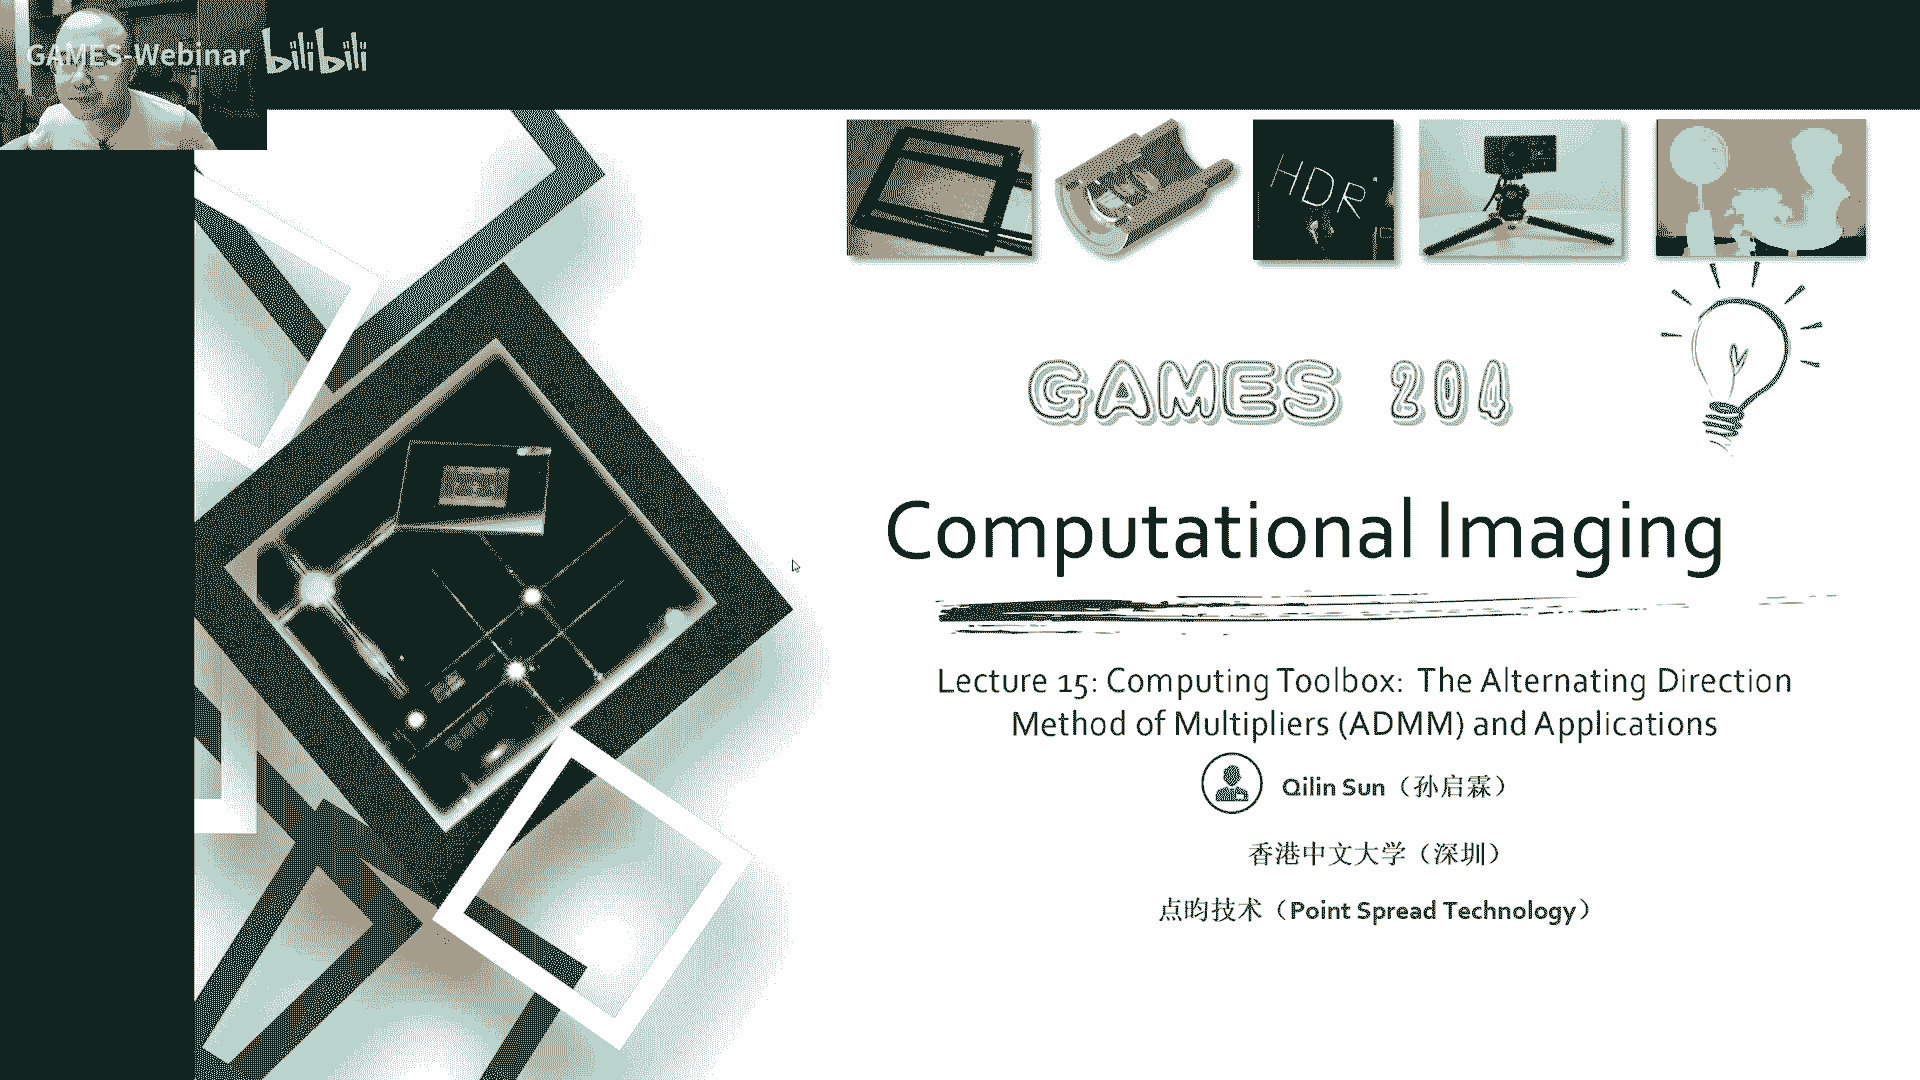 GAMES-Webinar bilibili
HDR
GAMES 204
Computational Imaging
Lecture 15: Computing Toolbox: The Alternating Direction
Method of Multipliers (ADMM) and Applications
Qilin Sun（孙启霖）
香港中文大学（深圳）
点昀技术（Point Spread Technology）